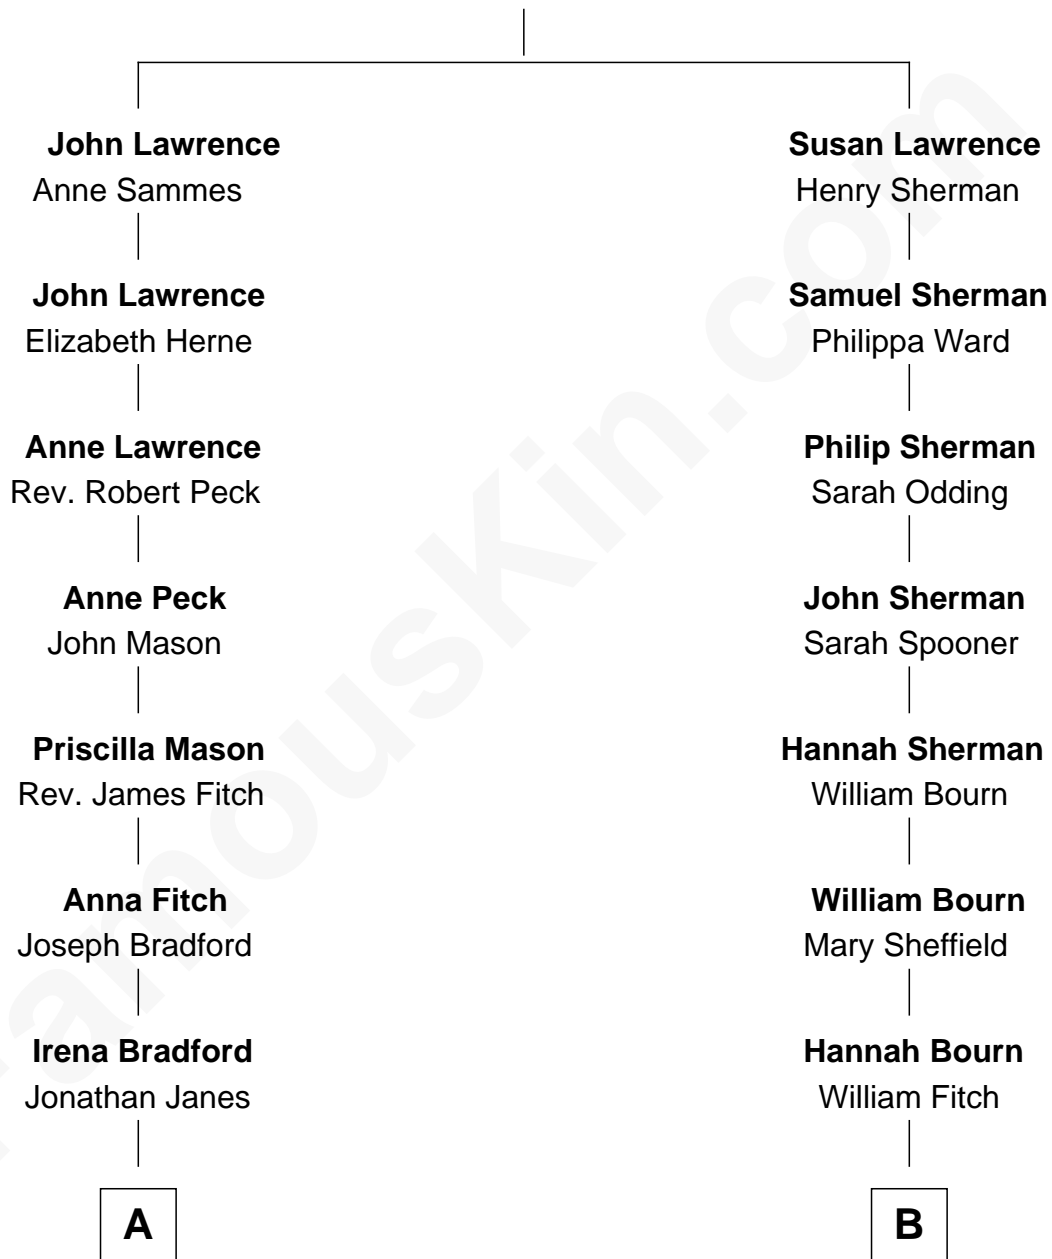 John Lawrence
Anne Sammes
John Lawrence
Elizabeth Herne
Anne Lawrence
Rev. Robert Peck
Anne Peck
John Mason
Priscilla Mason
Rev. James Fitch
Anna Fitch
Joseph Bradford
Irena Bradford
Jonathan Janes
A
Susan Lawrence
Henry Sherman
Samuel Sherman
Philippa Ward
Philip Sherman
Sarah Odding
John Sherman
Sarah Spooner
Hannah Sherman
William Bourn
William Bourn
Mary Sheffield
Hannah Bourn
William Fitch
B
FamousKin.com